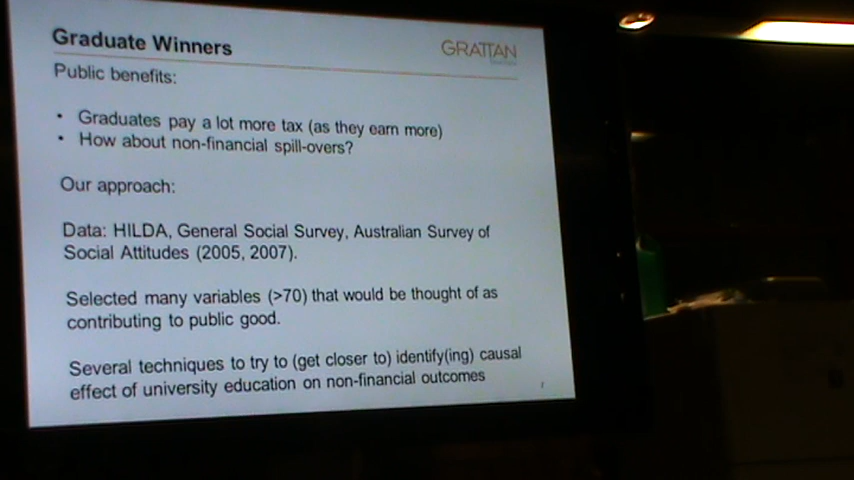 Graduate Winners
GRATTAN
Public benefits:
• Graduates pay a lot more tax (as they earn more)
• How about non-financial spill-overs?
Our approach:
Data: HILDA, General Social Survey, Australian Survey of
Social Attitudes (2005, 2007).
Selected many variables (>70) that would be thought of as
contributing to public good.
Several techniques to try to (get closer to) identify(ing) causal
effect of university education on non-financial outcomes